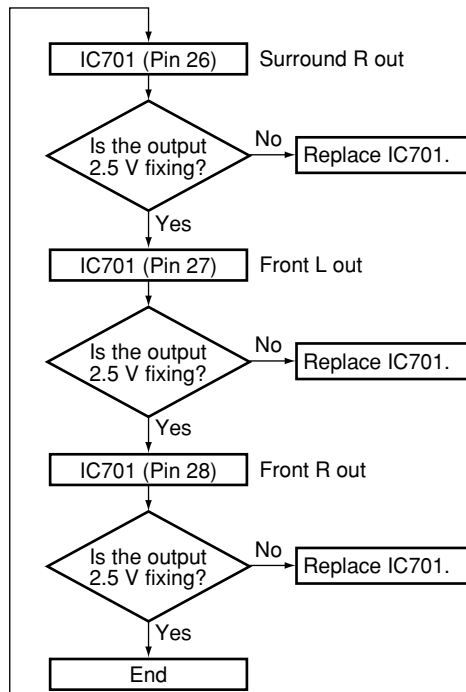 IC701 (Pin 26) Surround R out
Is the output
2.5 V fixing?
No
Replace IC701.
Yes
IC701 (Pin 27) Front L out
Is the output
2.5 V fixing?
No
Replace IC701.
Yes
IC701 (Pin 28) Front R out
Is the output
2.5 V fixing?
No
Replace IC701.
Yes
End